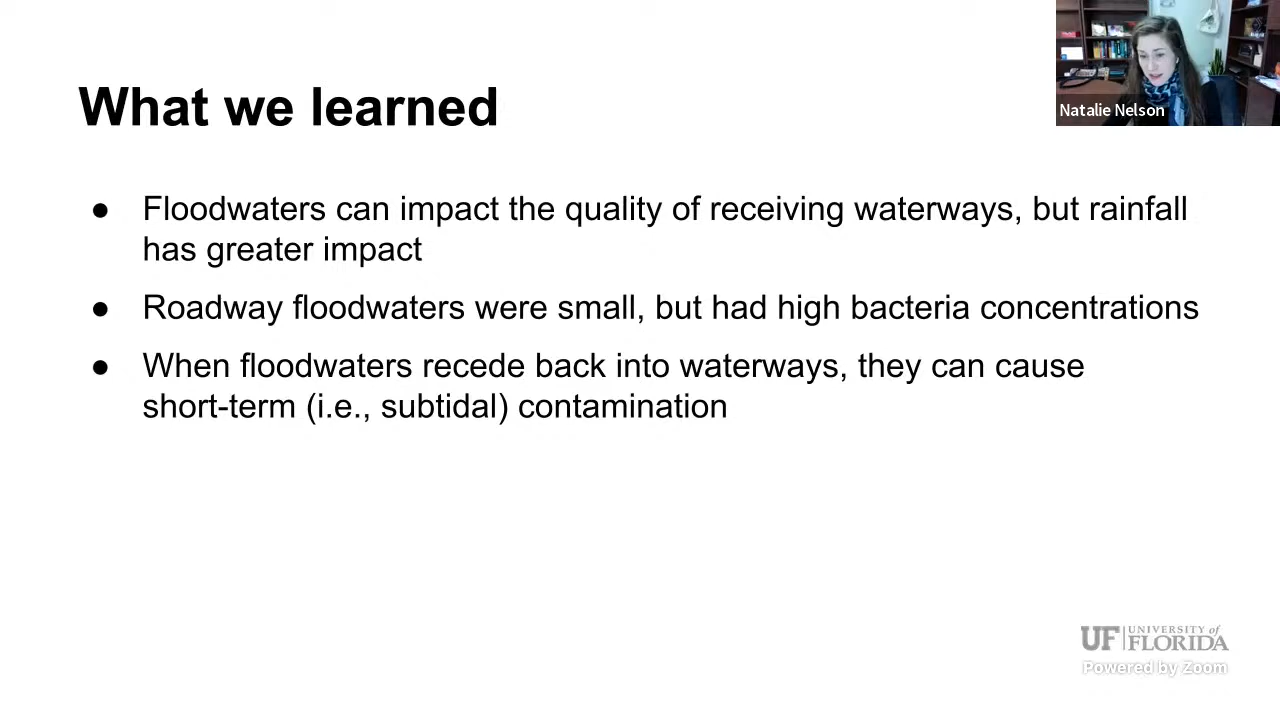 What we learned
Natalie Nelson
● Floodwaters can impact the quality of receiving waterways, but rainfall
has greater impact
● Roadway floodwaters were small, but had high bacteria concentrations
● When floodwaters recede back into waterways, they can cause
short-term (i.e., subtidal) contamination
UF UNIVERSITY of
FLORIDA
Powered by Zoom